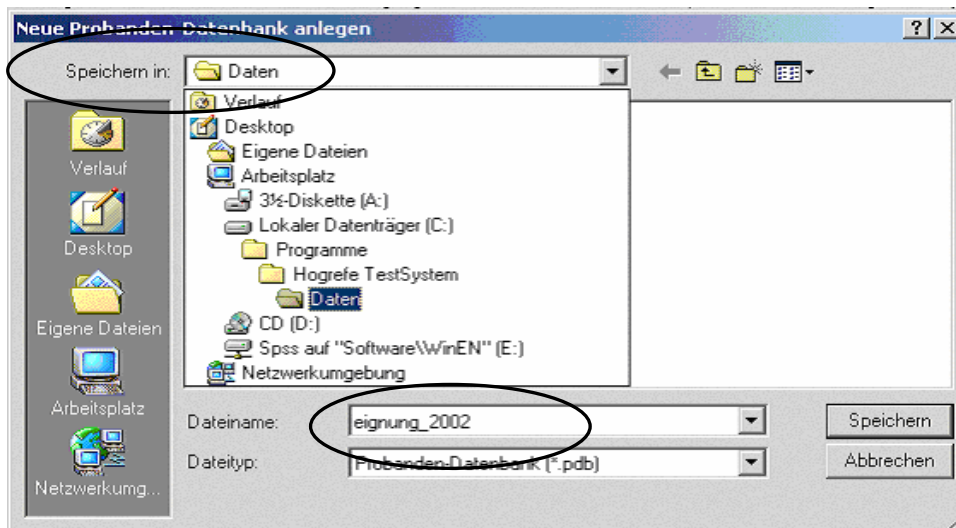 Neue Probanden-Datenbank anlegen
Speichern in: Daten
Verlauf
Desktop
Eigene Dateien
Arbeitsplatz
3½-Diskette (A:)
Lokaler Datenträger (C:)
Programme
Hogrefe TestSystem
Daten
CD (D:)
Spss auf "Software\WinEN" (E:)
Netzwerkumgebung
Verlauf
Desktop
Eigene Dateien
Arbeitsplatz
Netzwerkumg...
Dateiname: eignung_2002 Speichern
Dateityp: Probanden-Datenbank (*.pdb) Abbrechen